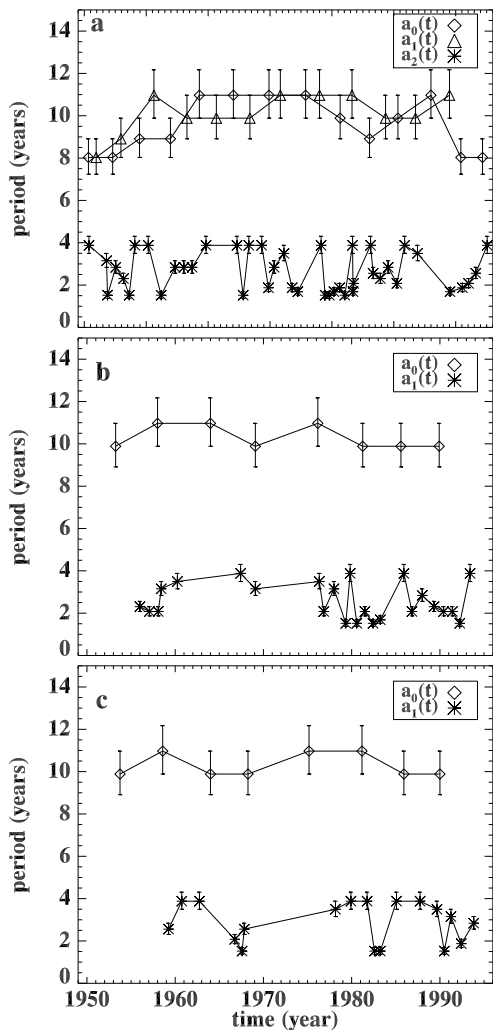 a
a₀(t)
a₁(t)
a₂(t)
14
12
10
8
6
4
2
0
period (years)
b
a₀(t)
a₁(t)
14
12
10
8
6
4
2
0
period (years)
c
a₀(t)
a₁(t)
14
12
10
8
6
4
2
0
period (years)
1950 1960 1970 1980 1990
time (year)